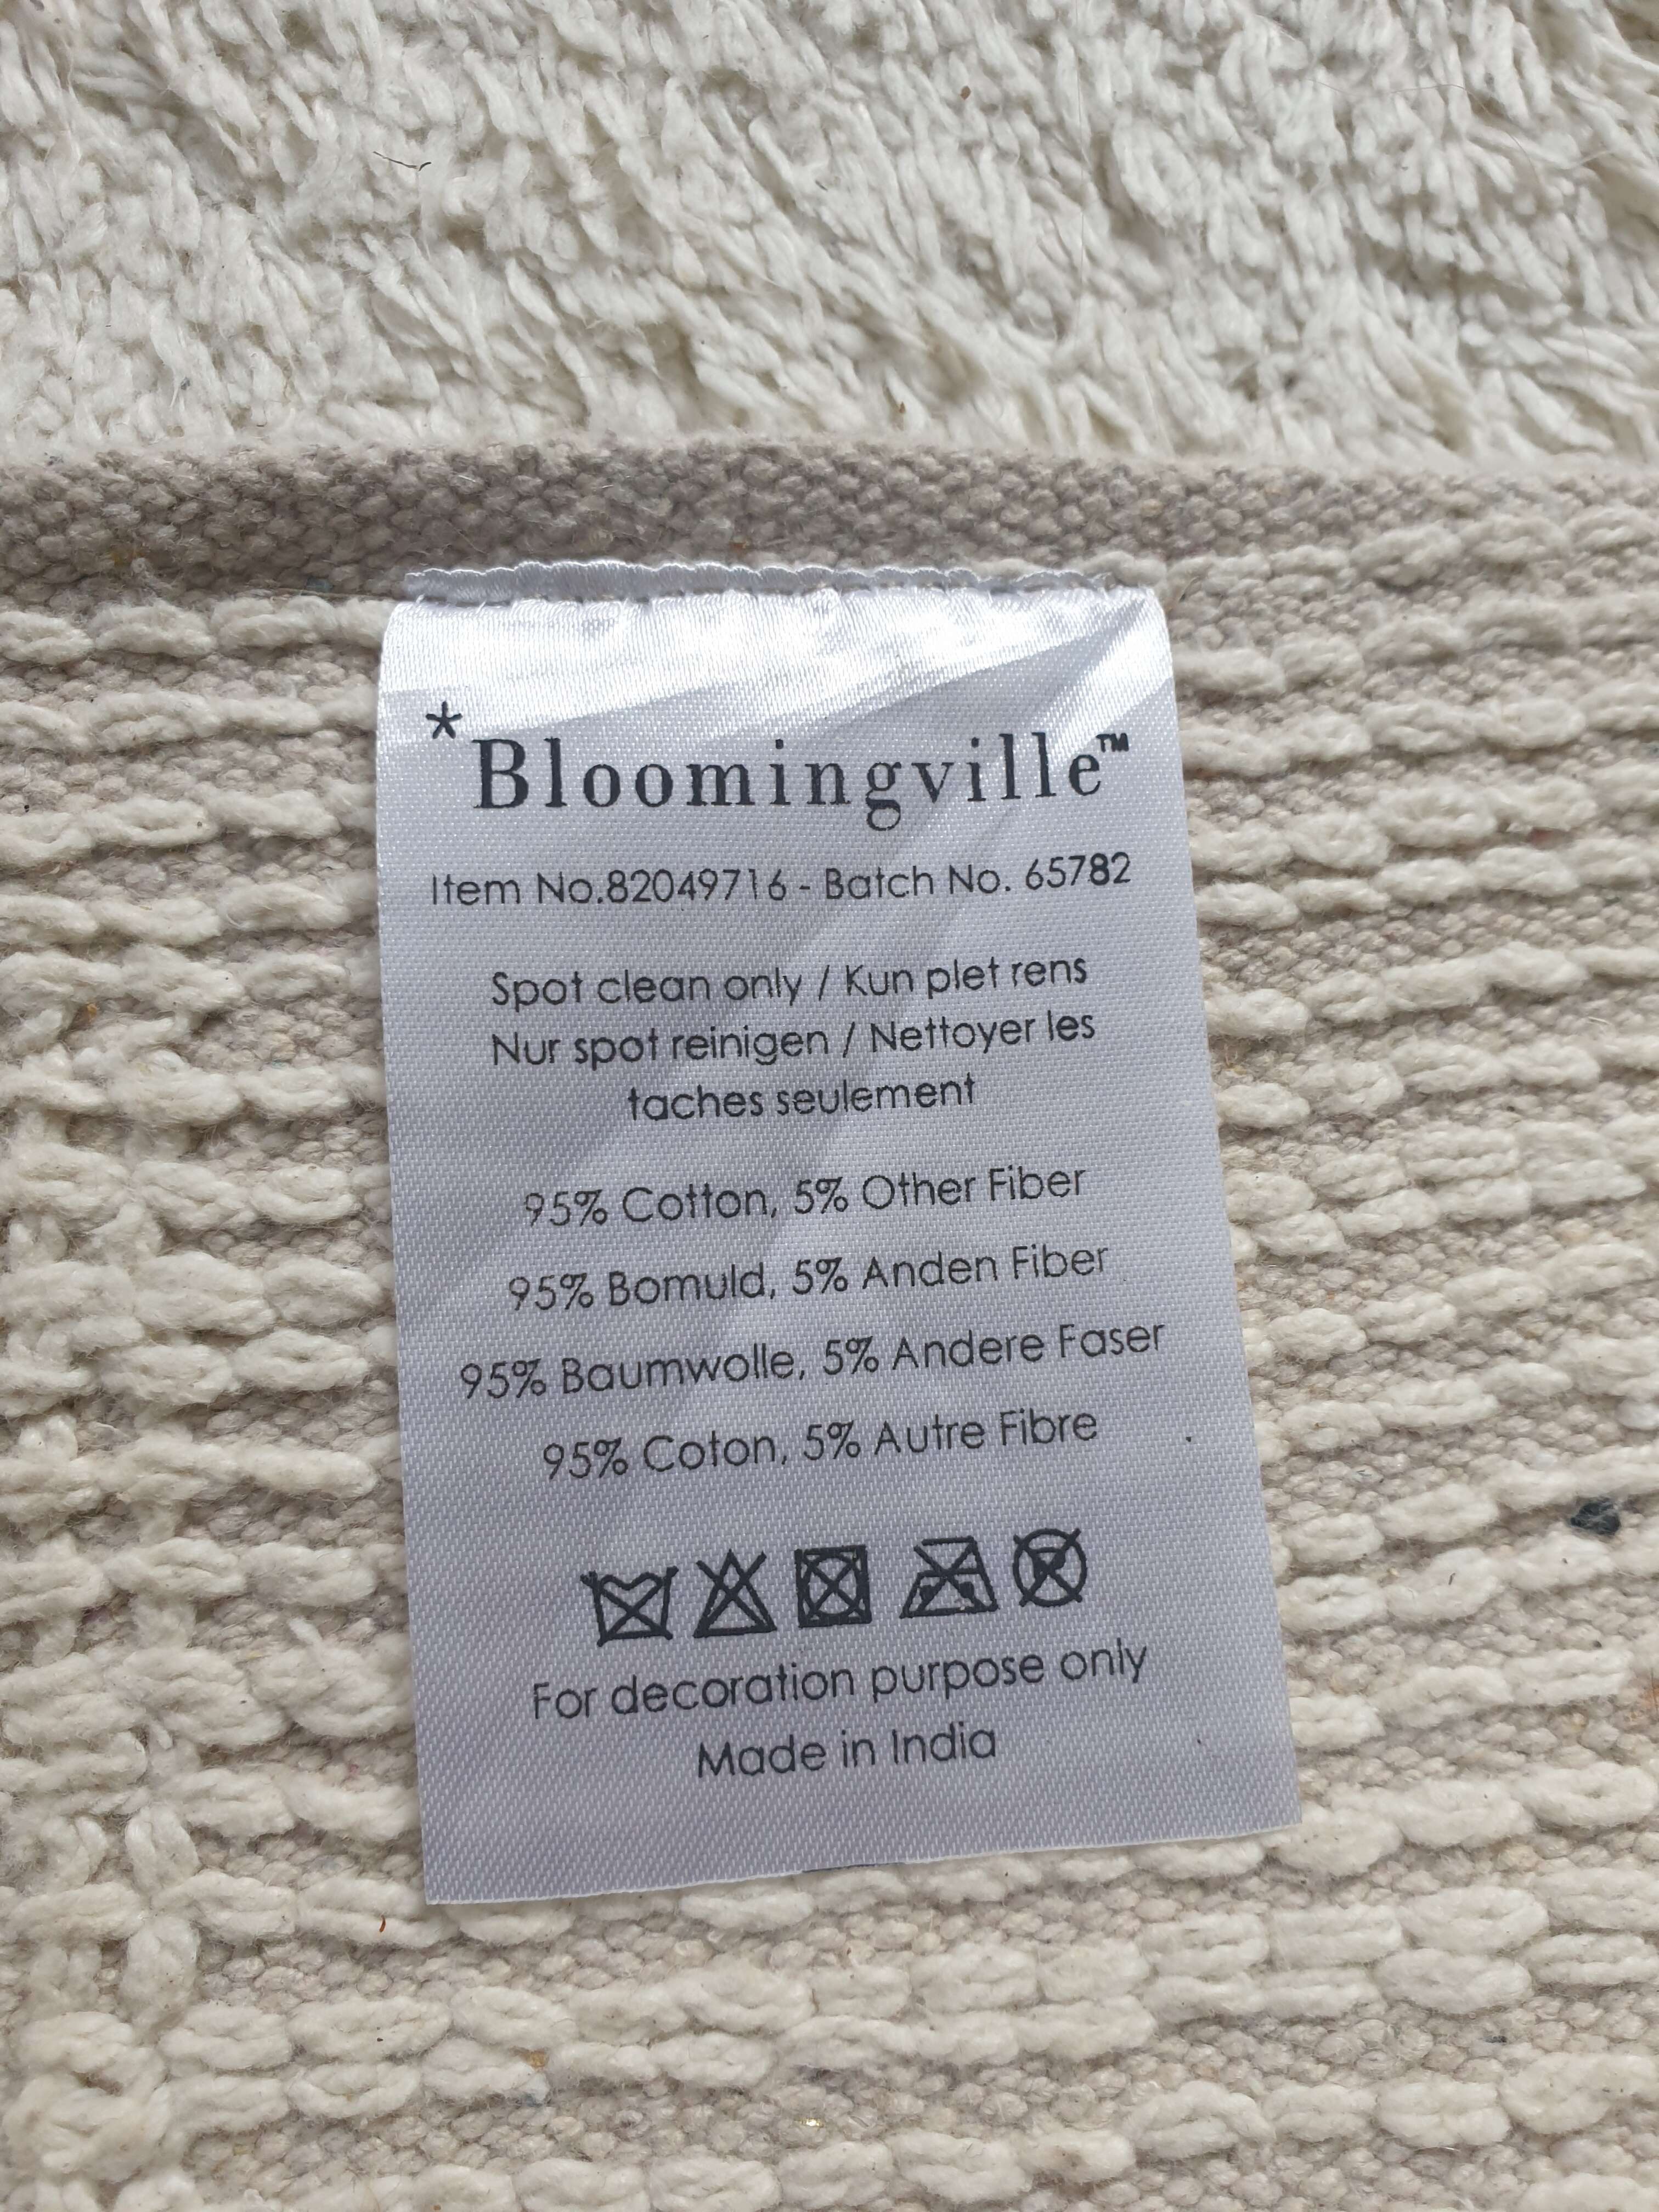 *Bloomingville™
Item No.82049716 - Batch No. 65782
Spot clean only / Kun plet rens
Nur spot reinigen / Nettoyer les
taches seulement
95% Cotton, 5% Other Fiber
95% Bomuld, 5% Anden Fiber
95% Baumwolle, 5% Andere Faser
95% Coton, 5% Autre Fibre
For decoration purpose only
Made in India